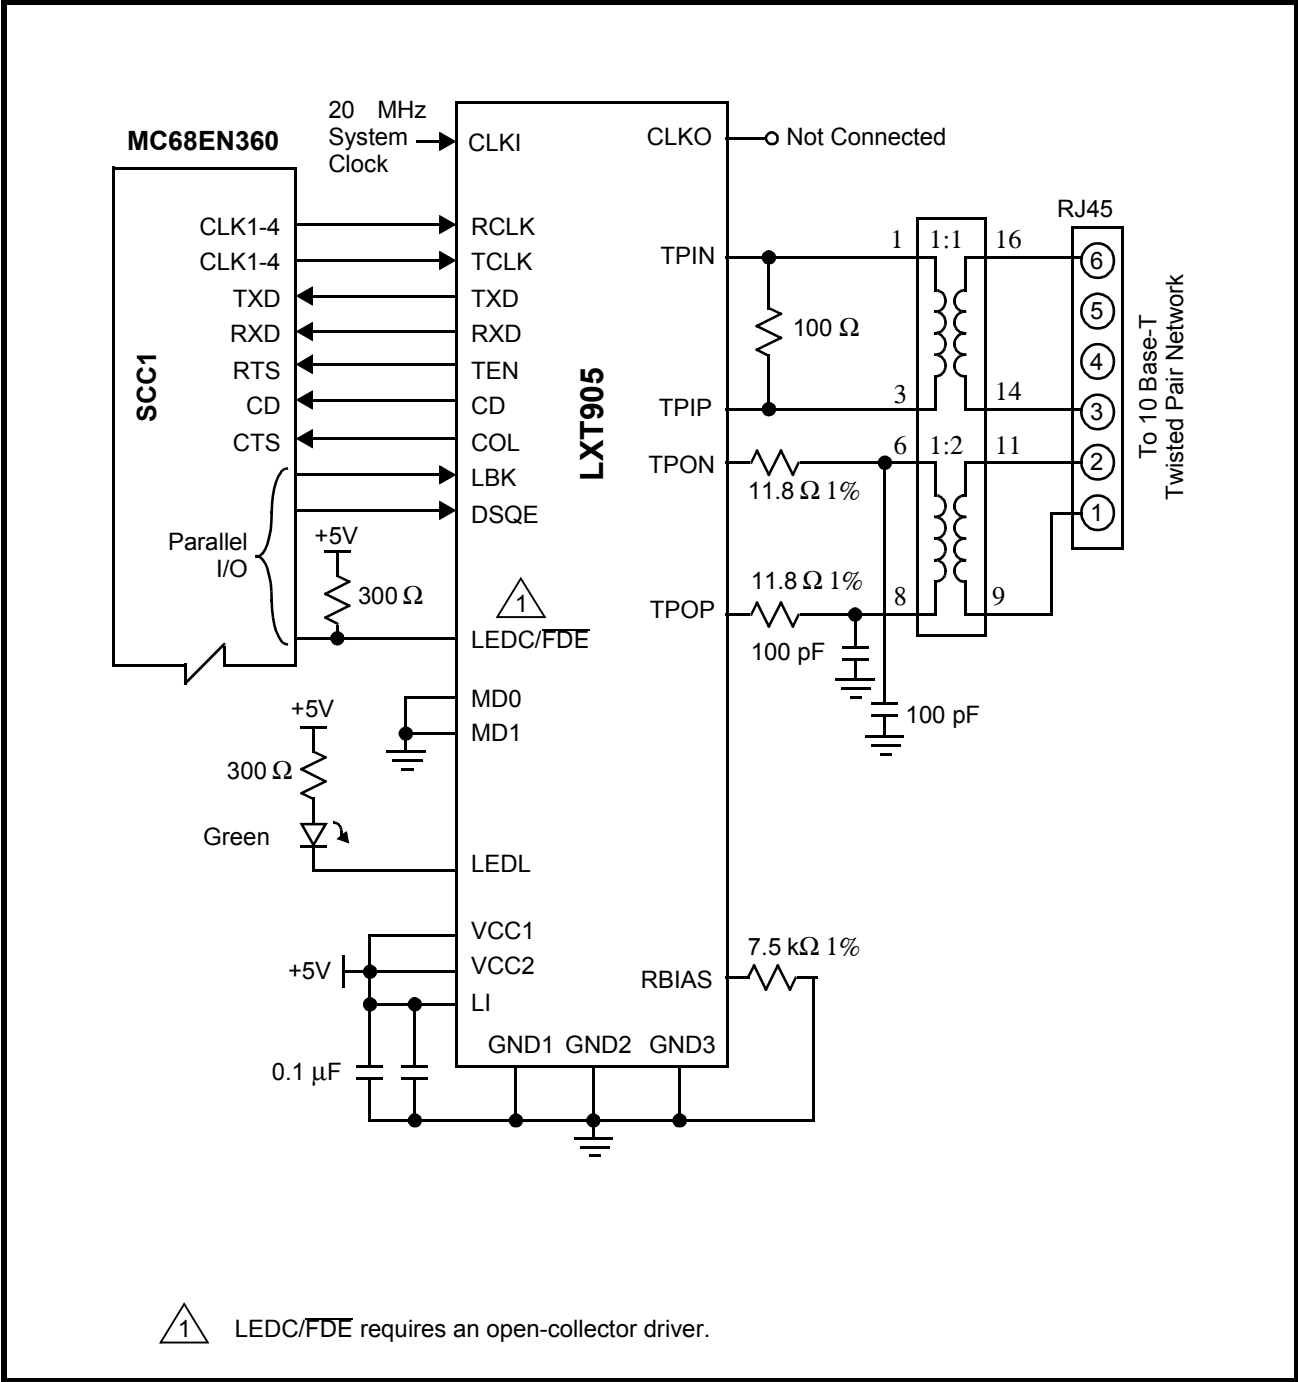 20 MHz
System
Clock
MC68EN360
CLKI
CLKO
Not Connected
RJ45
CLK1-4
RCLK
CLK1-4
TCLK
TPIN
1
1:1
16
6
TXD
TXD
5
RXD
RXD
100 Ω
RTS
TEN
4
CD
CD
TPIP
3
14
3
CTS
COL
TPON
6
1:2
11
2
LBK
11.8 Ω 1%
DSQE
1
SCC1
LXT905
To 10 Base-T
Twisted Pair Network
Parallel
I/O
+5V
300 Ω
1
11.8 Ω 1%
TPOP
8
9
LEDC/FDE
100 pF
MD0
100 pF
MD1
+5V
300 Ω
Green
LEDL
VCC1
+5V
VCC2
LI
RBIAS
7.5 kΩ 1%
GND1 GND2 GND3
0.1 μF
1
LEDC/FDE requires an open-collector driver.